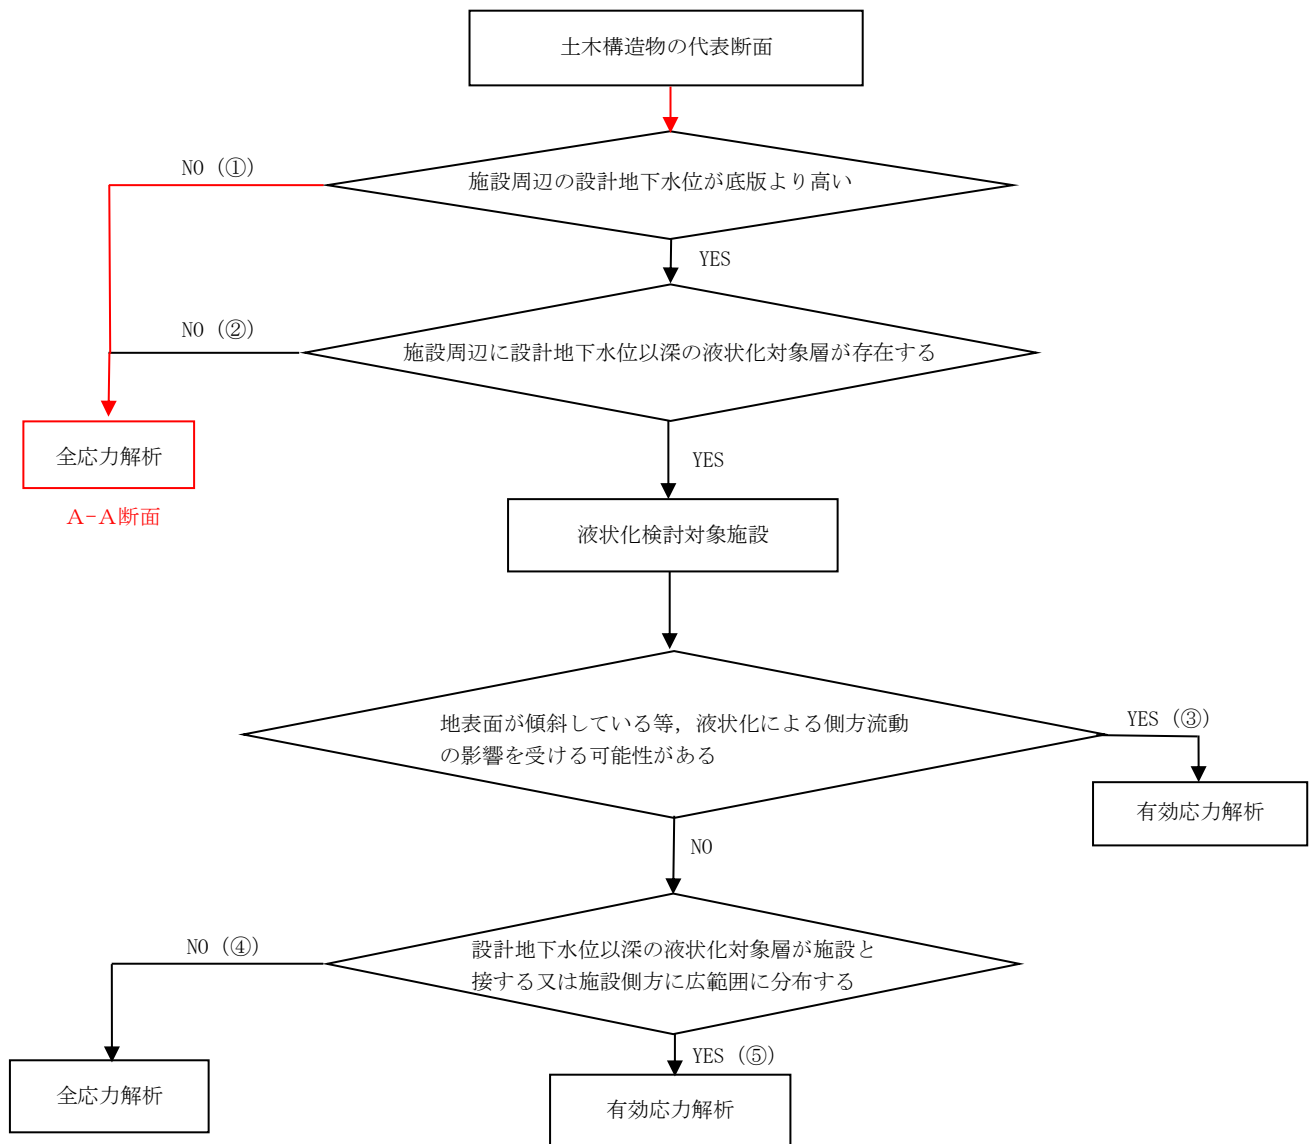 土木構造物の代表断面
NO (①)
施設周辺の設計地下水位が底版より高い
YES
NO (②)
施設周辺に設計地下水位以深の液状化対象層が存在する
全応力解析
YES
A-A断面
液状化検討対象施設
地表面が傾斜している等,液状化による側方流動
の影響を受ける可能性がある
YES (③)
有効応力解析
NO
NO (④)
設計地下水位以深の液状化対象層が施設と
接する又は施設側方に広範囲に分布する
YES (⑤)
全応力解析
有効応力解析